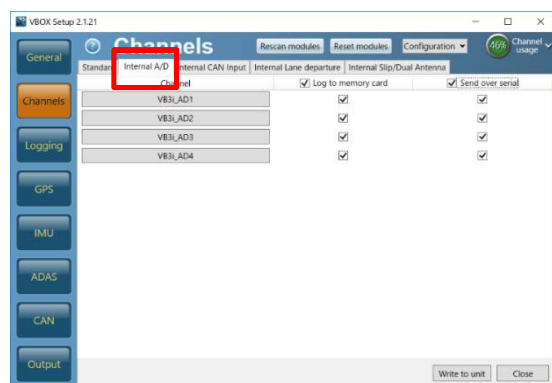 VBOX Setup 2.1.21
General
Channels
Rescan modules
Reset modules
Configuration
46%
Channel usage
Standard
Internal A/D
Internal CAN Input
Internal Lane departure
Internal Slip/Dual Antenna
Channel
Log to memory card
Send over serial
Channels
VB3i_AD1
VB3i_AD2
VB3i_AD3
VB3i_AD4
Logging
GPS
IMU
ADAS
CAN
Output
Write to unit
Close